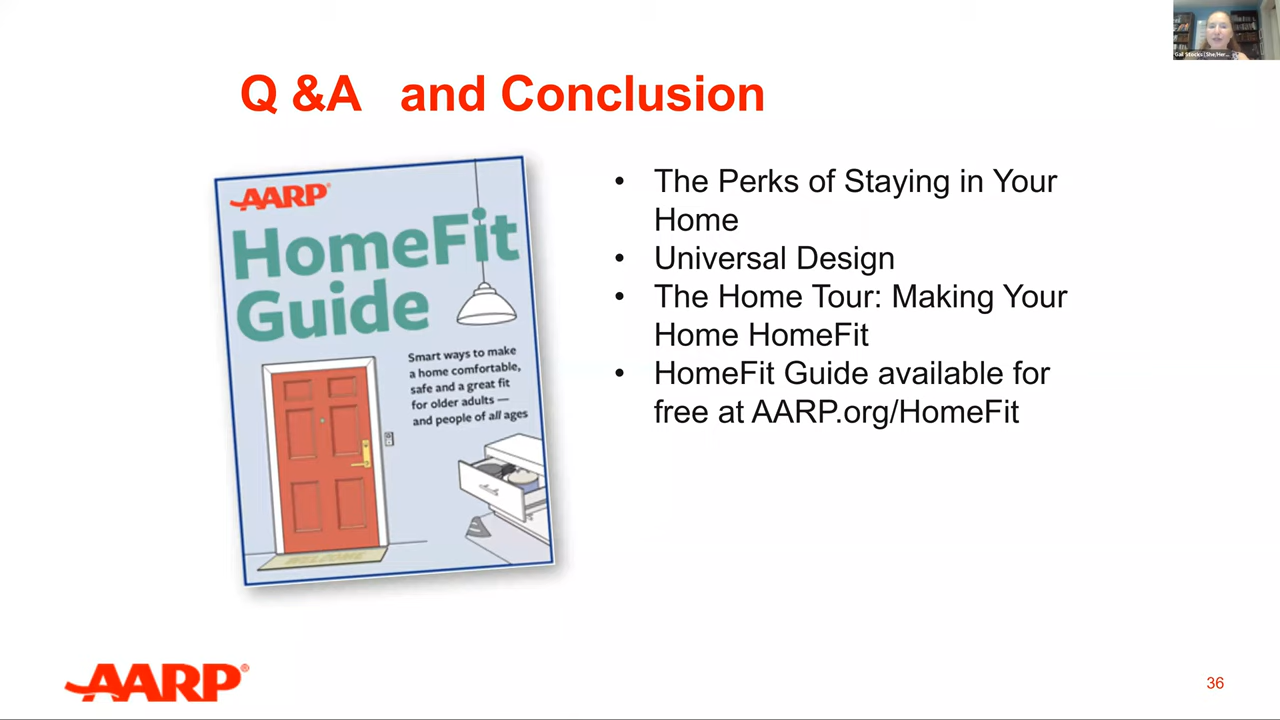 Q &A and Conclusion
AARP®
HomeFit
Guide
Smart ways to make
a home comfortable,
safe and a great fit
for older adults —
and people of all ages
WELCOME
• The Perks of Staying in Your
Home
• Universal Design
• The Home Tour: Making Your
Home HomeFit
• HomeFit Guide available for
free at AARP.org/HomeFit
AARP®
36